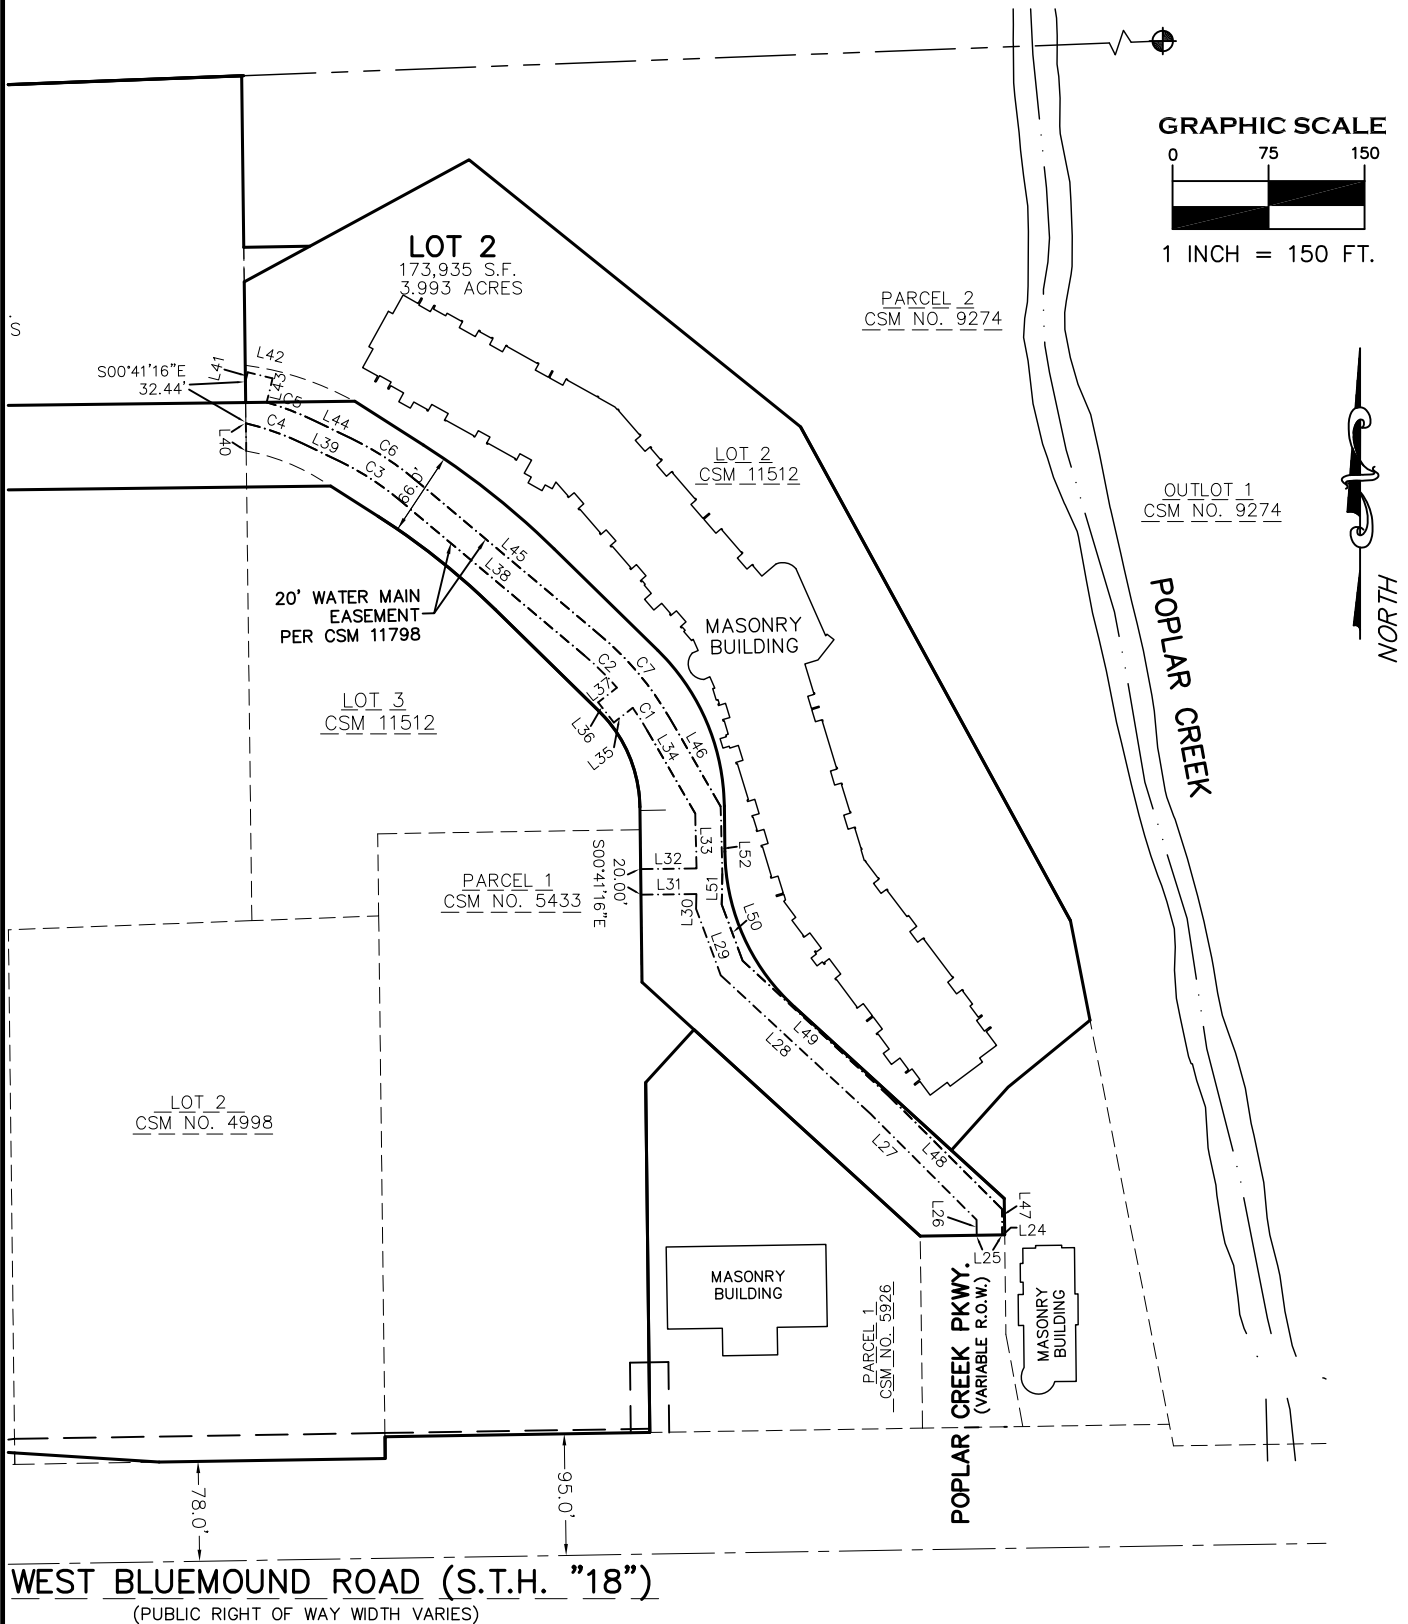 GRAPHIC SCALE
0 75 150
1 INCH = 150 FT.
LOT 2
173,935 S.F.
3.993 ACRES
PARCEL 2
CSM NO. 9274
S
S00°41'16"E
32.44'
L41
L42
L43
C5
L44
C6
C4
L39
C3
L40
66.0'
LOT 2
CSM 11512
OUTLOT 1
CSM NO. 9274
NORTH
L45
L38
20' WATER MAIN
EASEMENT
PER CSM 11798
MASONRY
BUILDING
POPLAR CREEK
LOT 3
CSM 11512
C2
C7
L37
C1
L36
L35
L34
L46
L33
L52
L32
L31
S00°41'16"E
20.00'
L51
L30
L50
L29
PARCEL 1
CSM NO. 5433
L49
L28
LOT 2
CSM NO. 4998
L27
L48
L26
L47
L24
L25
MASONRY
BUILDING
PARCEL 1
CSM NO. 5926
POPLAR CREEK PKWY.
(VARIABLE R.O.W.)
MASONRY
BUILDING
78.0'
95.0'
WEST BLUEMOUND ROAD (S.T.H. "18")
(PUBLIC RIGHT OF WAY WIDTH VARIES)